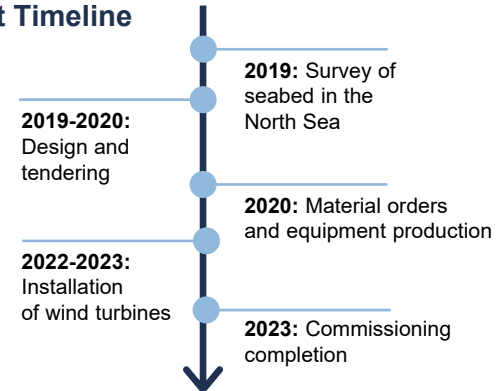 t Timeline
2019: Survey of
seabed in the
North Sea
2019-2020:
Design and
tendering
2020: Material orders
and equipment production
2022-2023:
Installation
of wind turbines
2023: Commissioning
completion